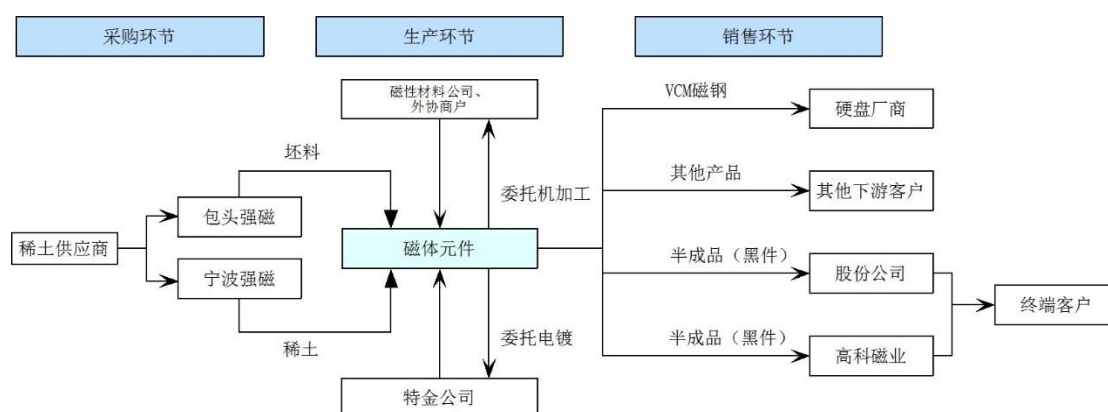 采购环节
生产环节
销售环节
磁性材料公司、
外协商户
VCM磁钢
硬盘厂商
坯料
委托机加工
其他产品
其他下游客户
包头强磁
稀土供应商
磁体元件
半成品（黑件）
股份公司
宁波强磁
终端客户
稀土
委托电镀
半成品（黑件）
高科磁业
特金公司